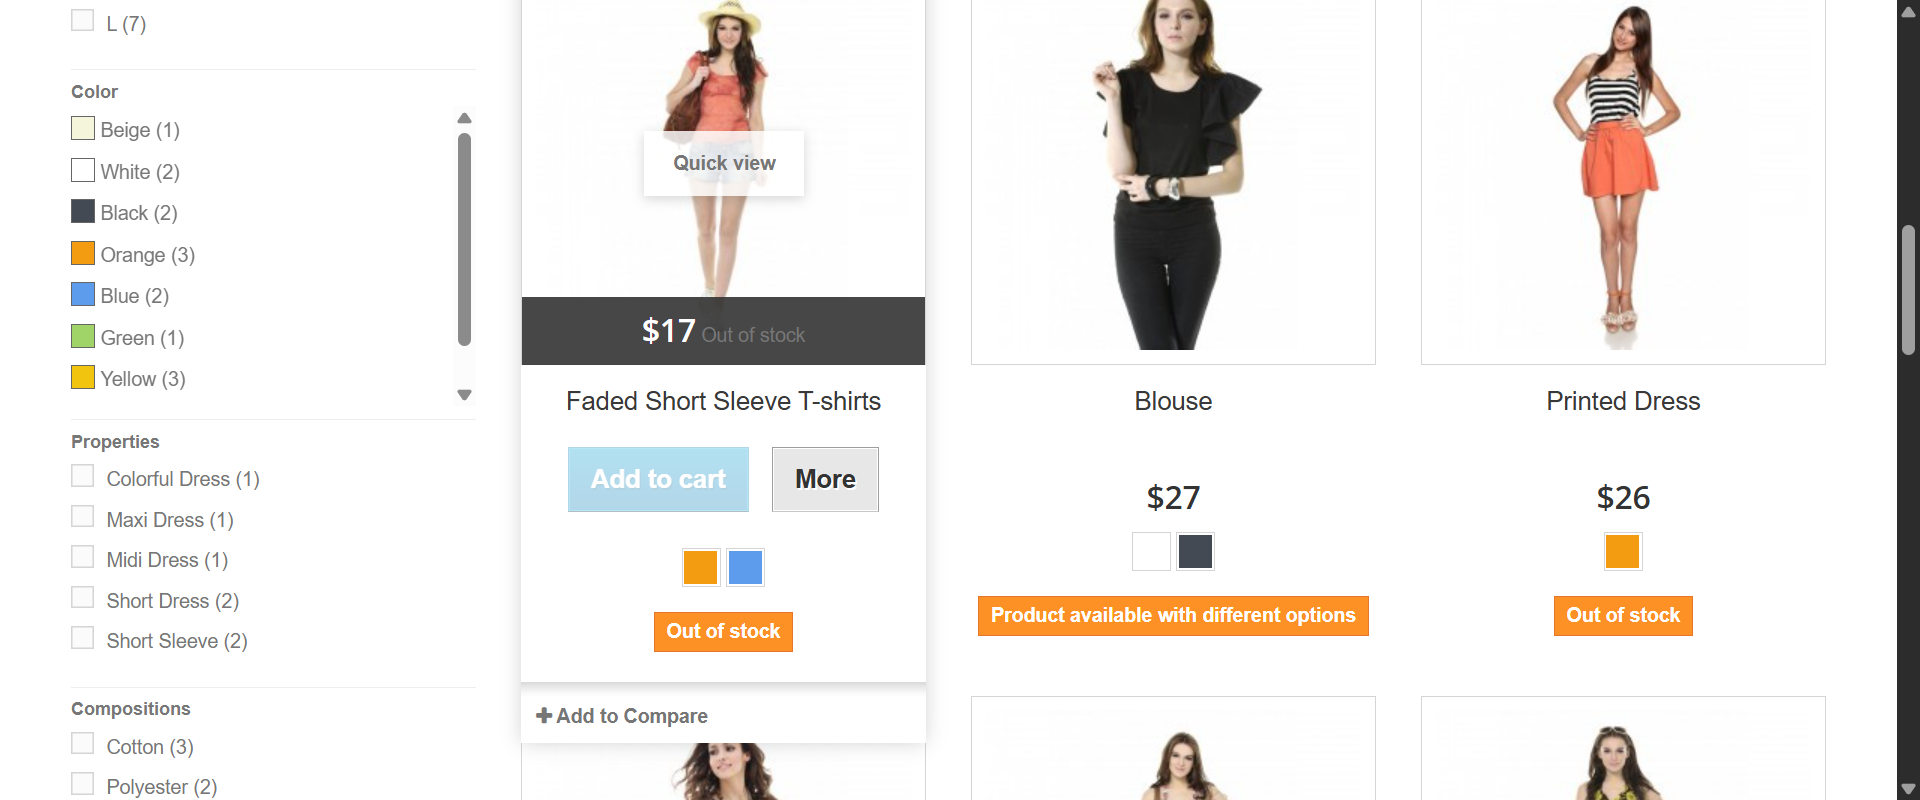 L (7)
Color
Beige (1)
White (2)
Black (2)
Orange (3)
Blue (2)
Green (1)
Yellow (3)
Properties
Colorful Dress (1)
Maxi Dress (1)
Midi Dress (1)
Short Dress (2)
Short Sleeve (2)
Compositions
Cotton (3)
Polyester (2)
Quick view
$17 Out of stock
Faded Short Sleeve T-shirts
Add to cart
More
Out of stock
Add to Compare
Blouse
$27
Product available with different options
Printed Dress
$26
Out of stock